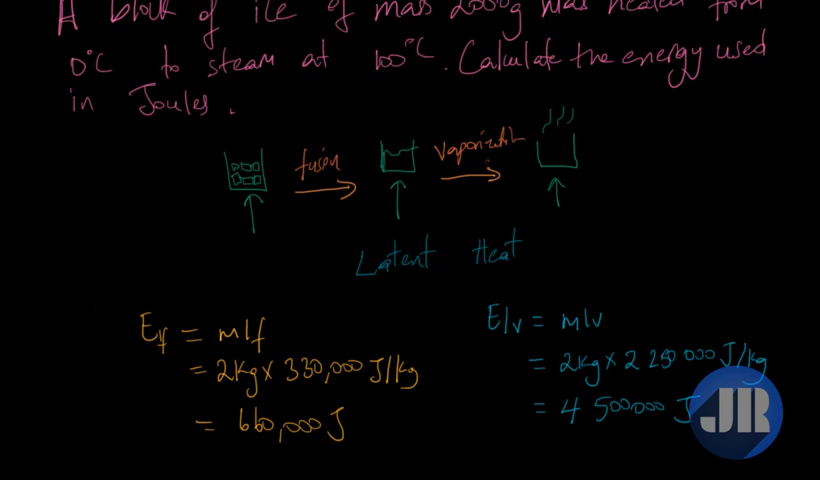 A block of ice of mass 2000g was heated from
0°C to steam at 100°C. Calculate the energy used
in Joules.
fusion
vaporization
Latent Heat
Ef = mlf
= 2kg x 330,000 J/kg
= 660,000 J
Elv = mlv
= 2kg x 2 250 000 J/kg
= 4 500000 J
JR